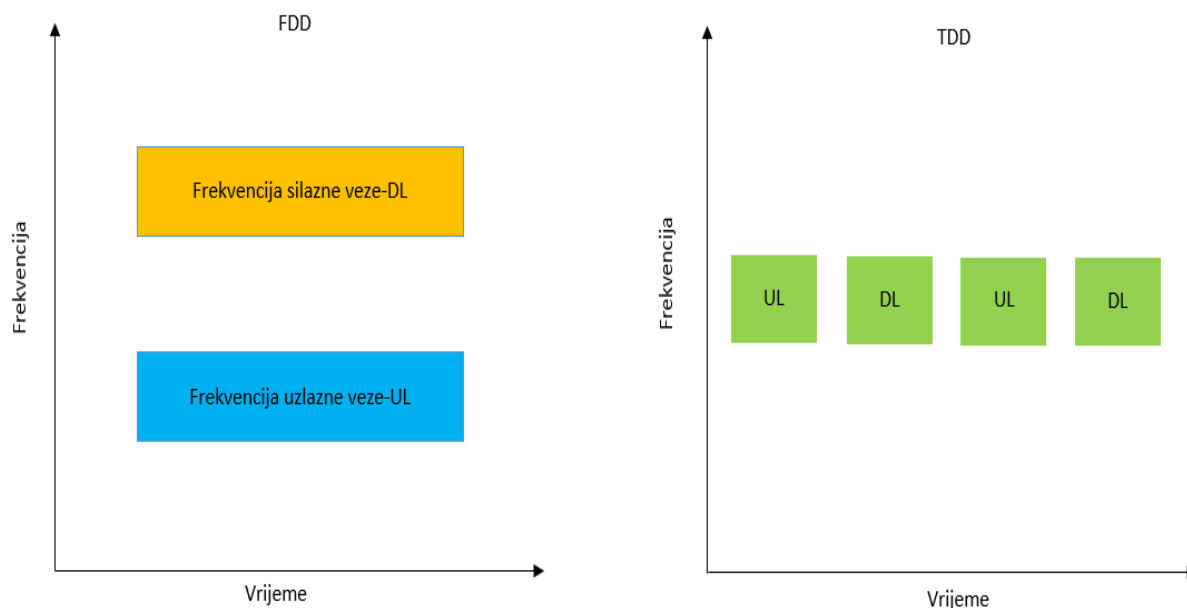 FDD
Frekvencija
Frekvencija silazne veze-DL
Frekvencija uzlazne veze-UL
Vrijeme
TDD
Frekvencija
UL
DL
UL
DL
Vrijeme